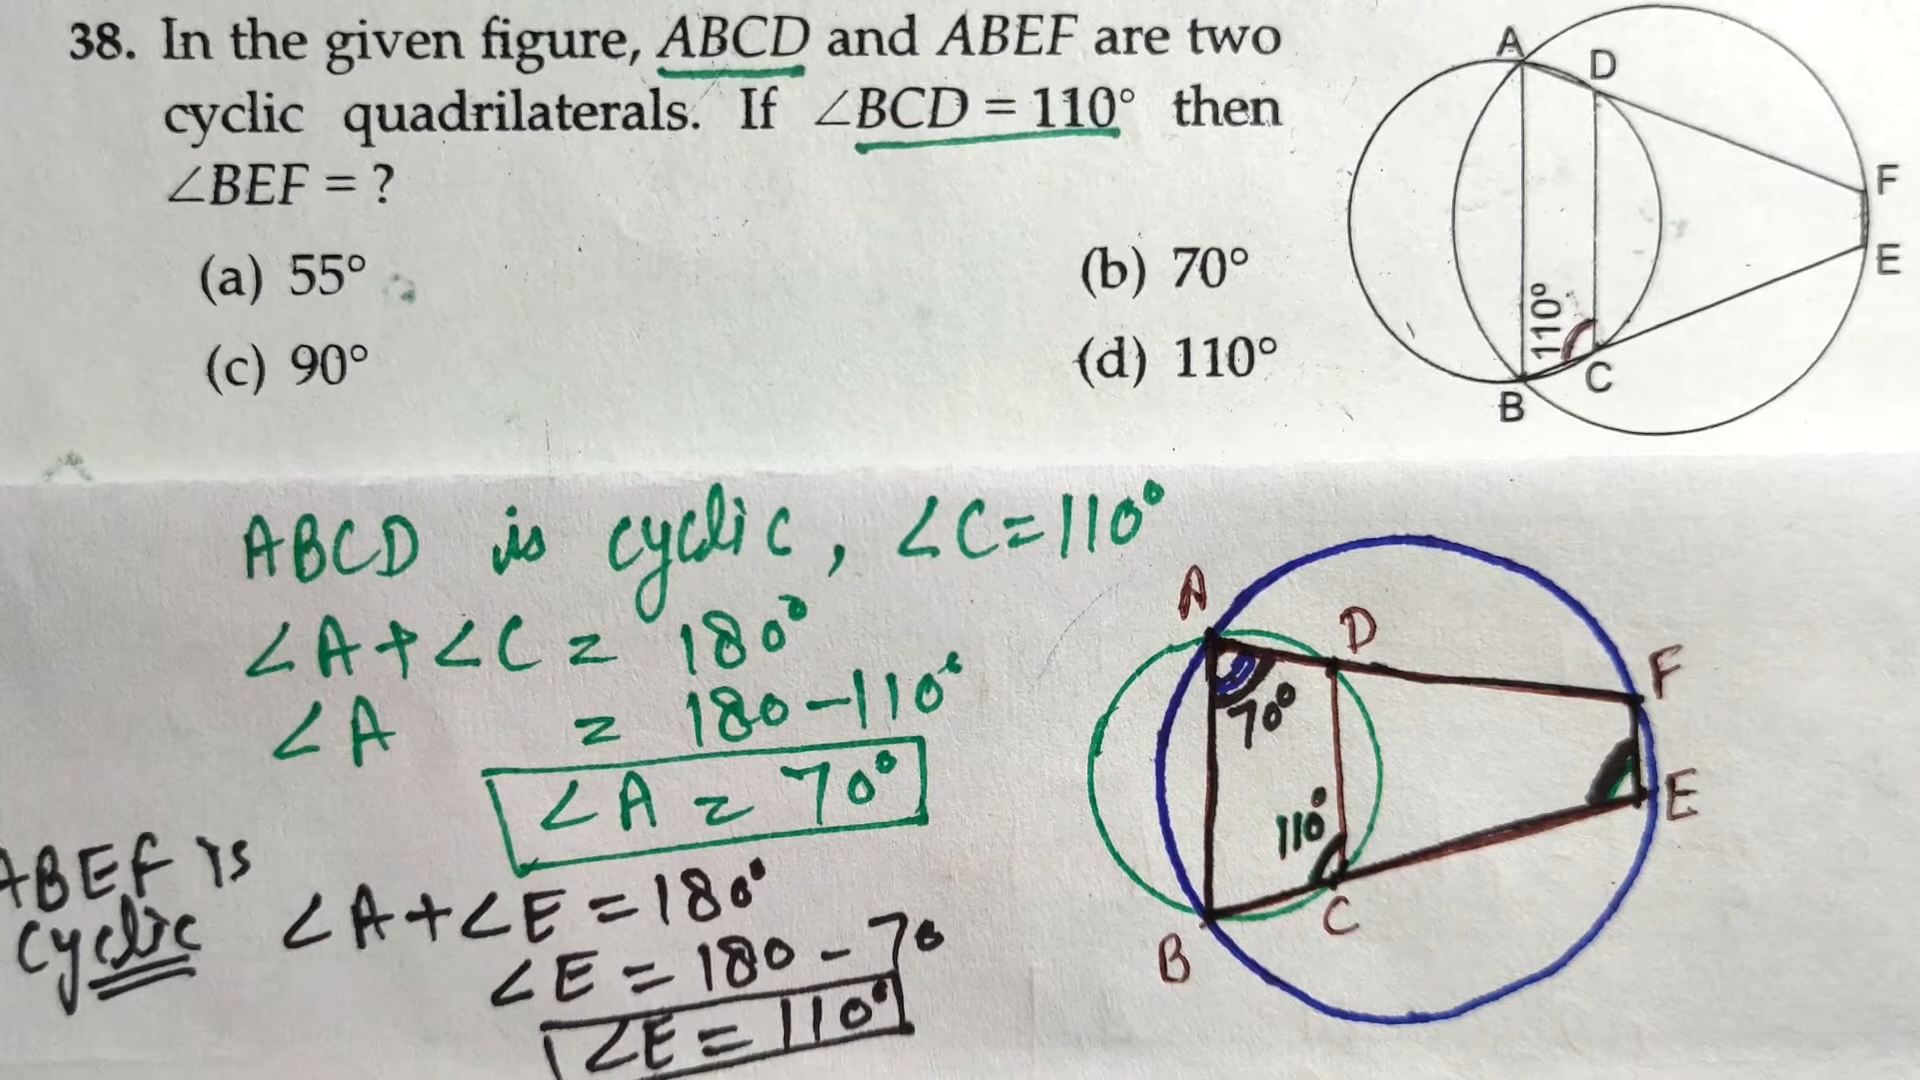 38. In the given figure, ABCD and ABEF are two
cyclic quadrilaterals. If ∠BCD = 110° then
∠BEF = ?
(a) 55°
(b) 70°
(c) 90°
(d) 110°
A
D
F
E
110°
C
B
ABCD is cyclic, ∠C=110°
∠A+∠C = 180°
∠A = 180-110°
∠A = 70°
ABEF is
cyclic
∠A+∠E=180°
∠E = 180-70
∠E = 110°
A
D
F
70°
E
110°
C
B